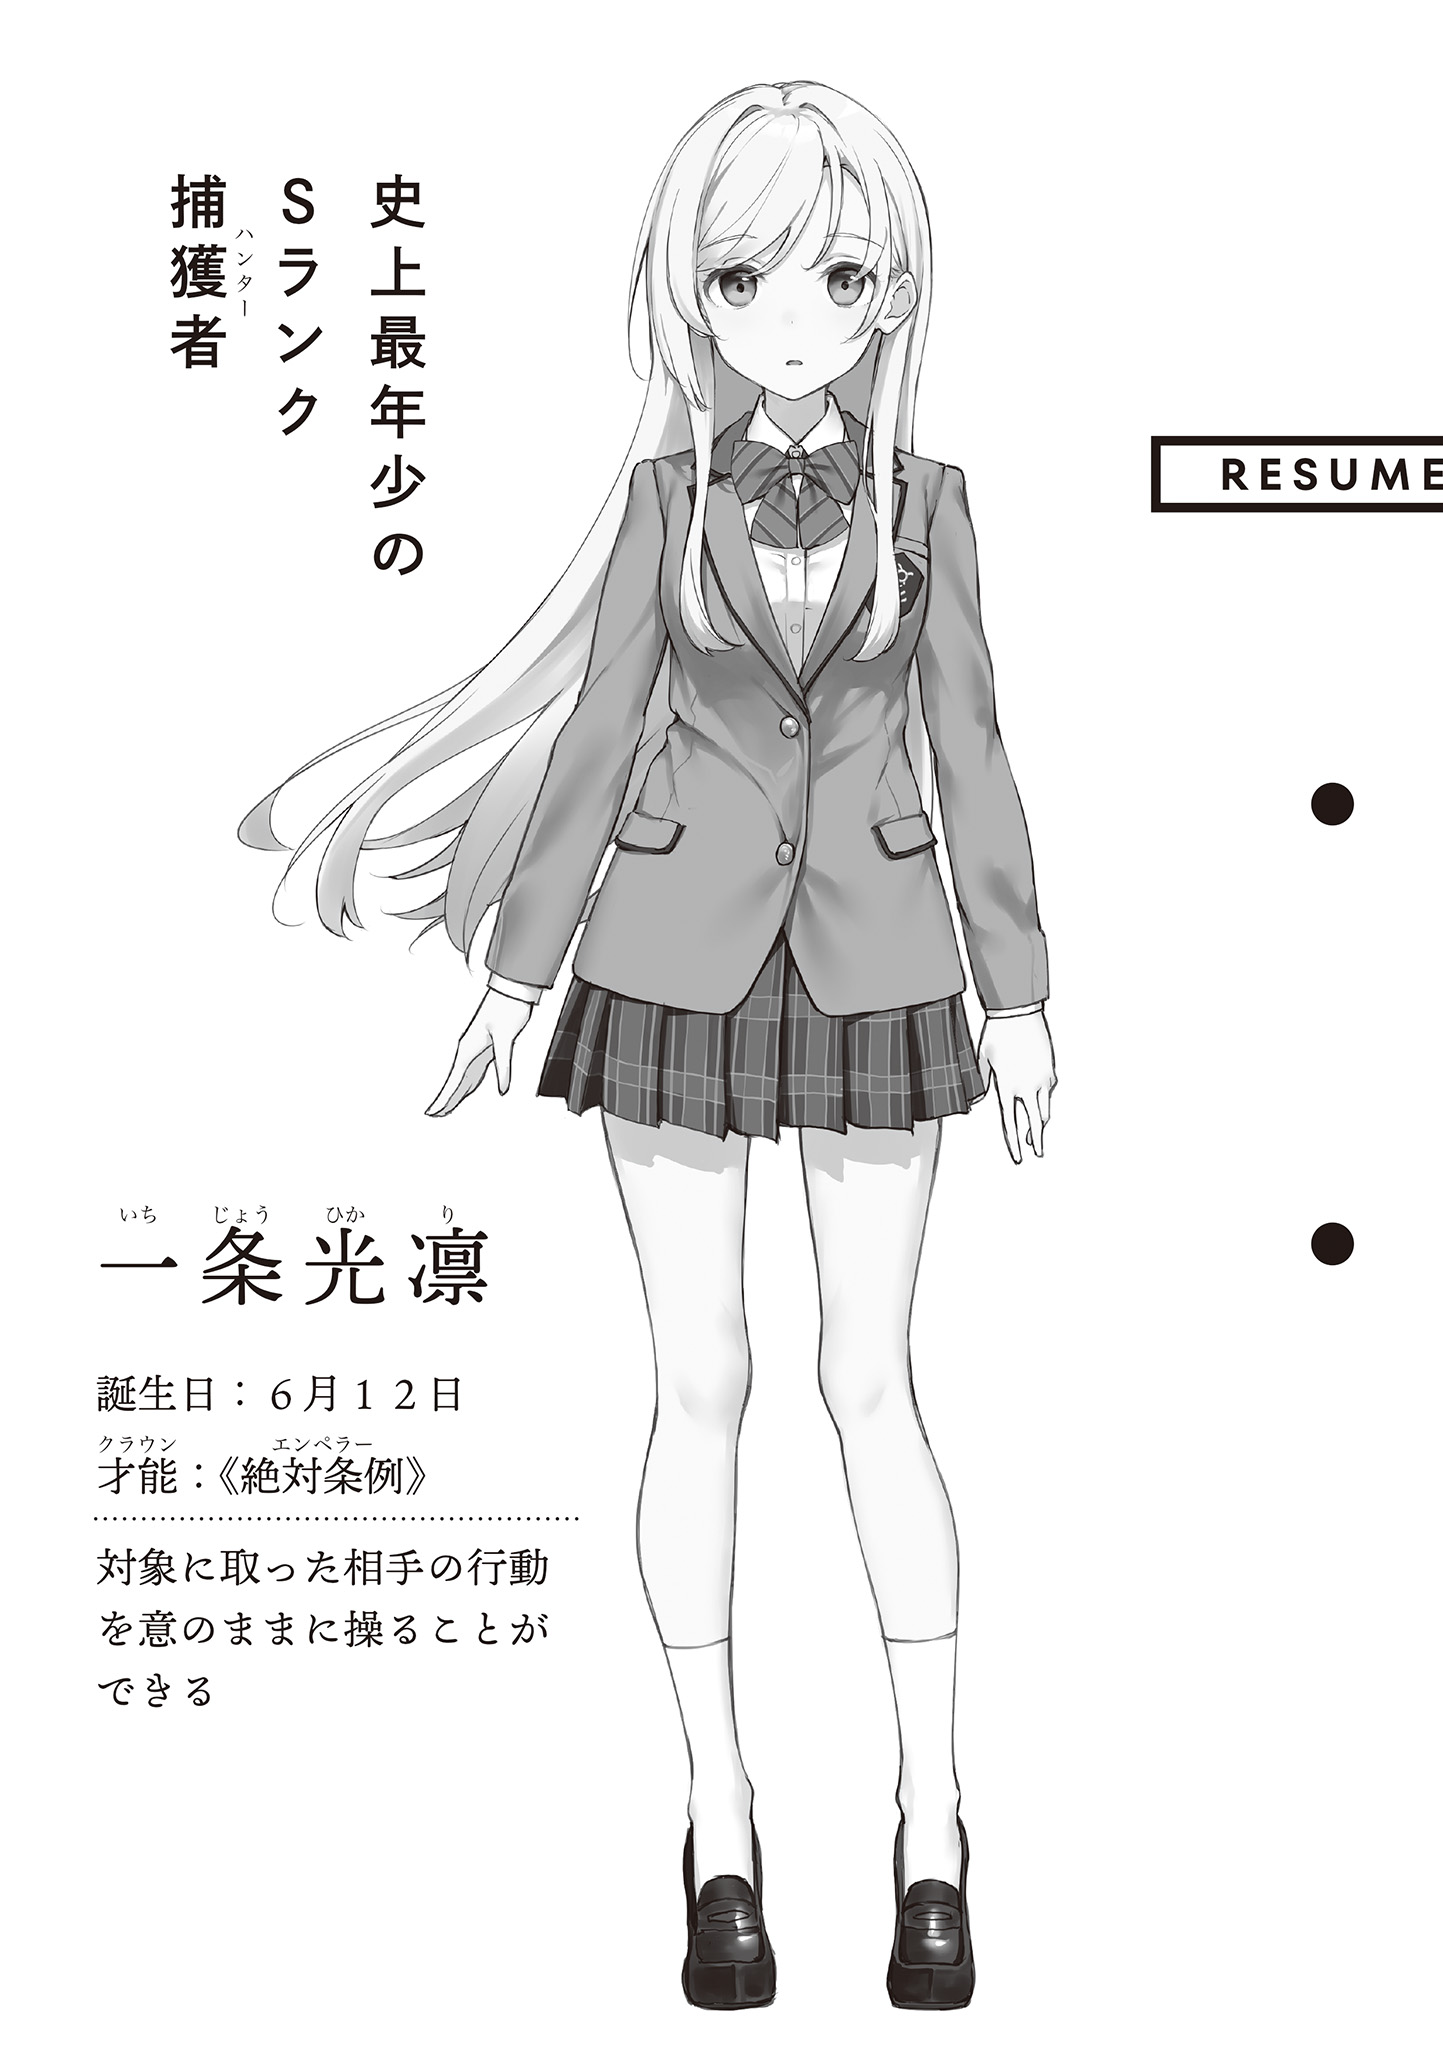 史上最年少の
Sランク
捕獲者
ハンター
RESUME
いち じょう ひか り
一条光凛
誕生日：６月１２日
クラウン エンペラー
才能：《絶対条例》
対象に取った相手の行動
を意のままに操ることが
できる